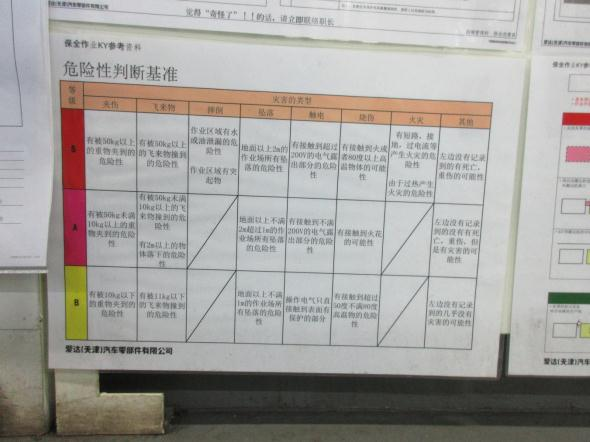 觉得“奇怪了”！！的话，请立即联络职长
保全作业KY参考资料
危险性判断基准
等级
灾害的类型
夹伤
飞来物
摔倒
坠落
触电
烧伤
火灾
其他
S
有被50kg以上
的重物夹到的
危险性
有被50kg以上
的飞来物撞到
的危险性
作业区域有水
或油泄漏的危
险性
作业区域有突
起物
地面以上2m的
作业场所有坠
落的危险性
有接触到超过
200V的电气露
出部分的危险
性
有接触到火或
者80度以上高
温物体的可能
性
有短路、接
地，过电流等
产生火灾的危
险性
由于过热产生
火灾的危险性
左边没有记录
到的有死亡，
重伤的可能性
A
有被50kg未满
10kg以上的重
物夹到的危险
性
有被50kg未满
10kg以上的飞
来物撞到的危
险性
有2m以上的物
体落下的危险
性
地面以上不满
2m超过1m的作
业场所有坠落
的危险性
有接触到不满
200V的电气露
出部分的危险
性
有接触到火花
的可能性
左边没有记录
到的没有有死
亡，重伤，但
是有灾害的可
能性
B
有被10kg以下
的重物夹到的
危险性
有被11kg以下
的飞来物撞到
的危险性
地面以上不满
1m的作业场所
有坠落的危险
性
操作电气只直
接触到表面有
保护的部分
有接触到超过
50度不满80度
高温物的危险
性
左边没有记录
到的几乎没有
灾害的可能性
爱达(天津)汽车零部件有限公司
保全作业KY
爱达(天津)汽